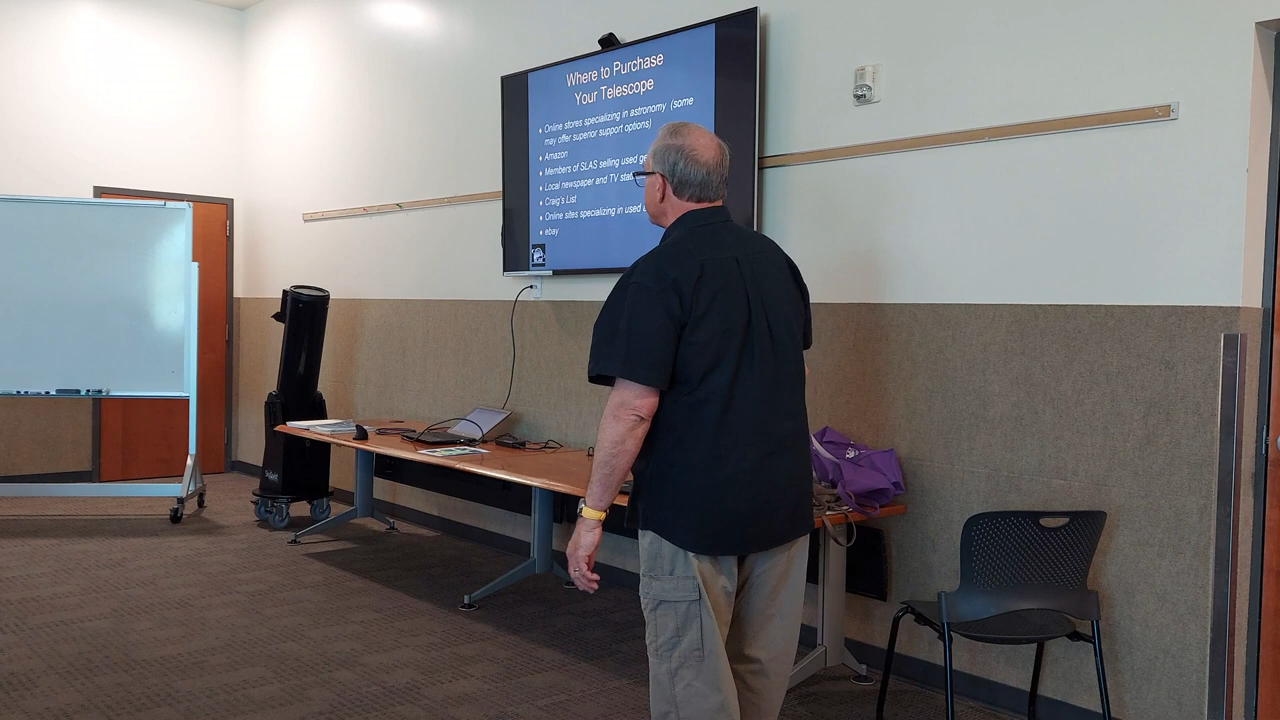 Where to Purchase
Your Telescope
♦ Online stores specializing in astronomy (some
may offer superior support options)
♦ Amazon
♦ Members of SLAS selling used
♦ Local newspaper and TV
♦ Craig's List
♦ Online sites specializing in used
♦ ebay